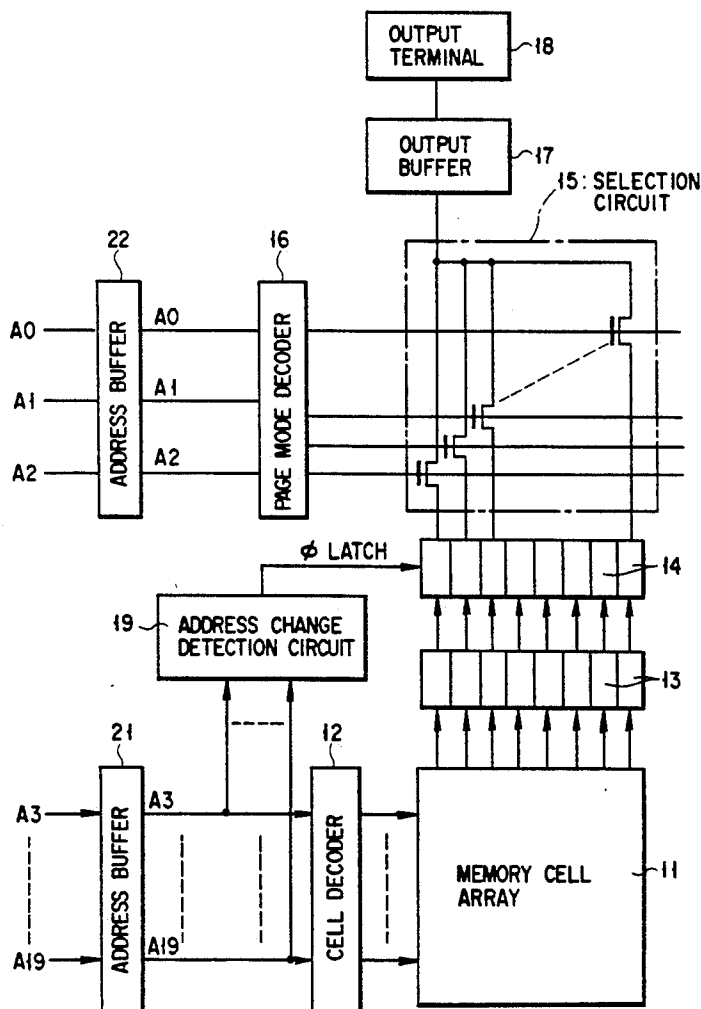 OUTPUT
TERMINAL
18
OUTPUT
BUFFER
17
15: SELECTION
CIRCUIT
22
16
A0
A0
A1
A1
A2
A2
ADDRESS BUFFER
PAGE MODE DECODER
φ LATCH
14
19
ADDRESS CHANGE
DETECTION CIRCUIT
13
21
12
A3
A3
ADDRESS BUFFER
CELL DECODER
MEMORY CELL
ARRAY
11
A19
A19